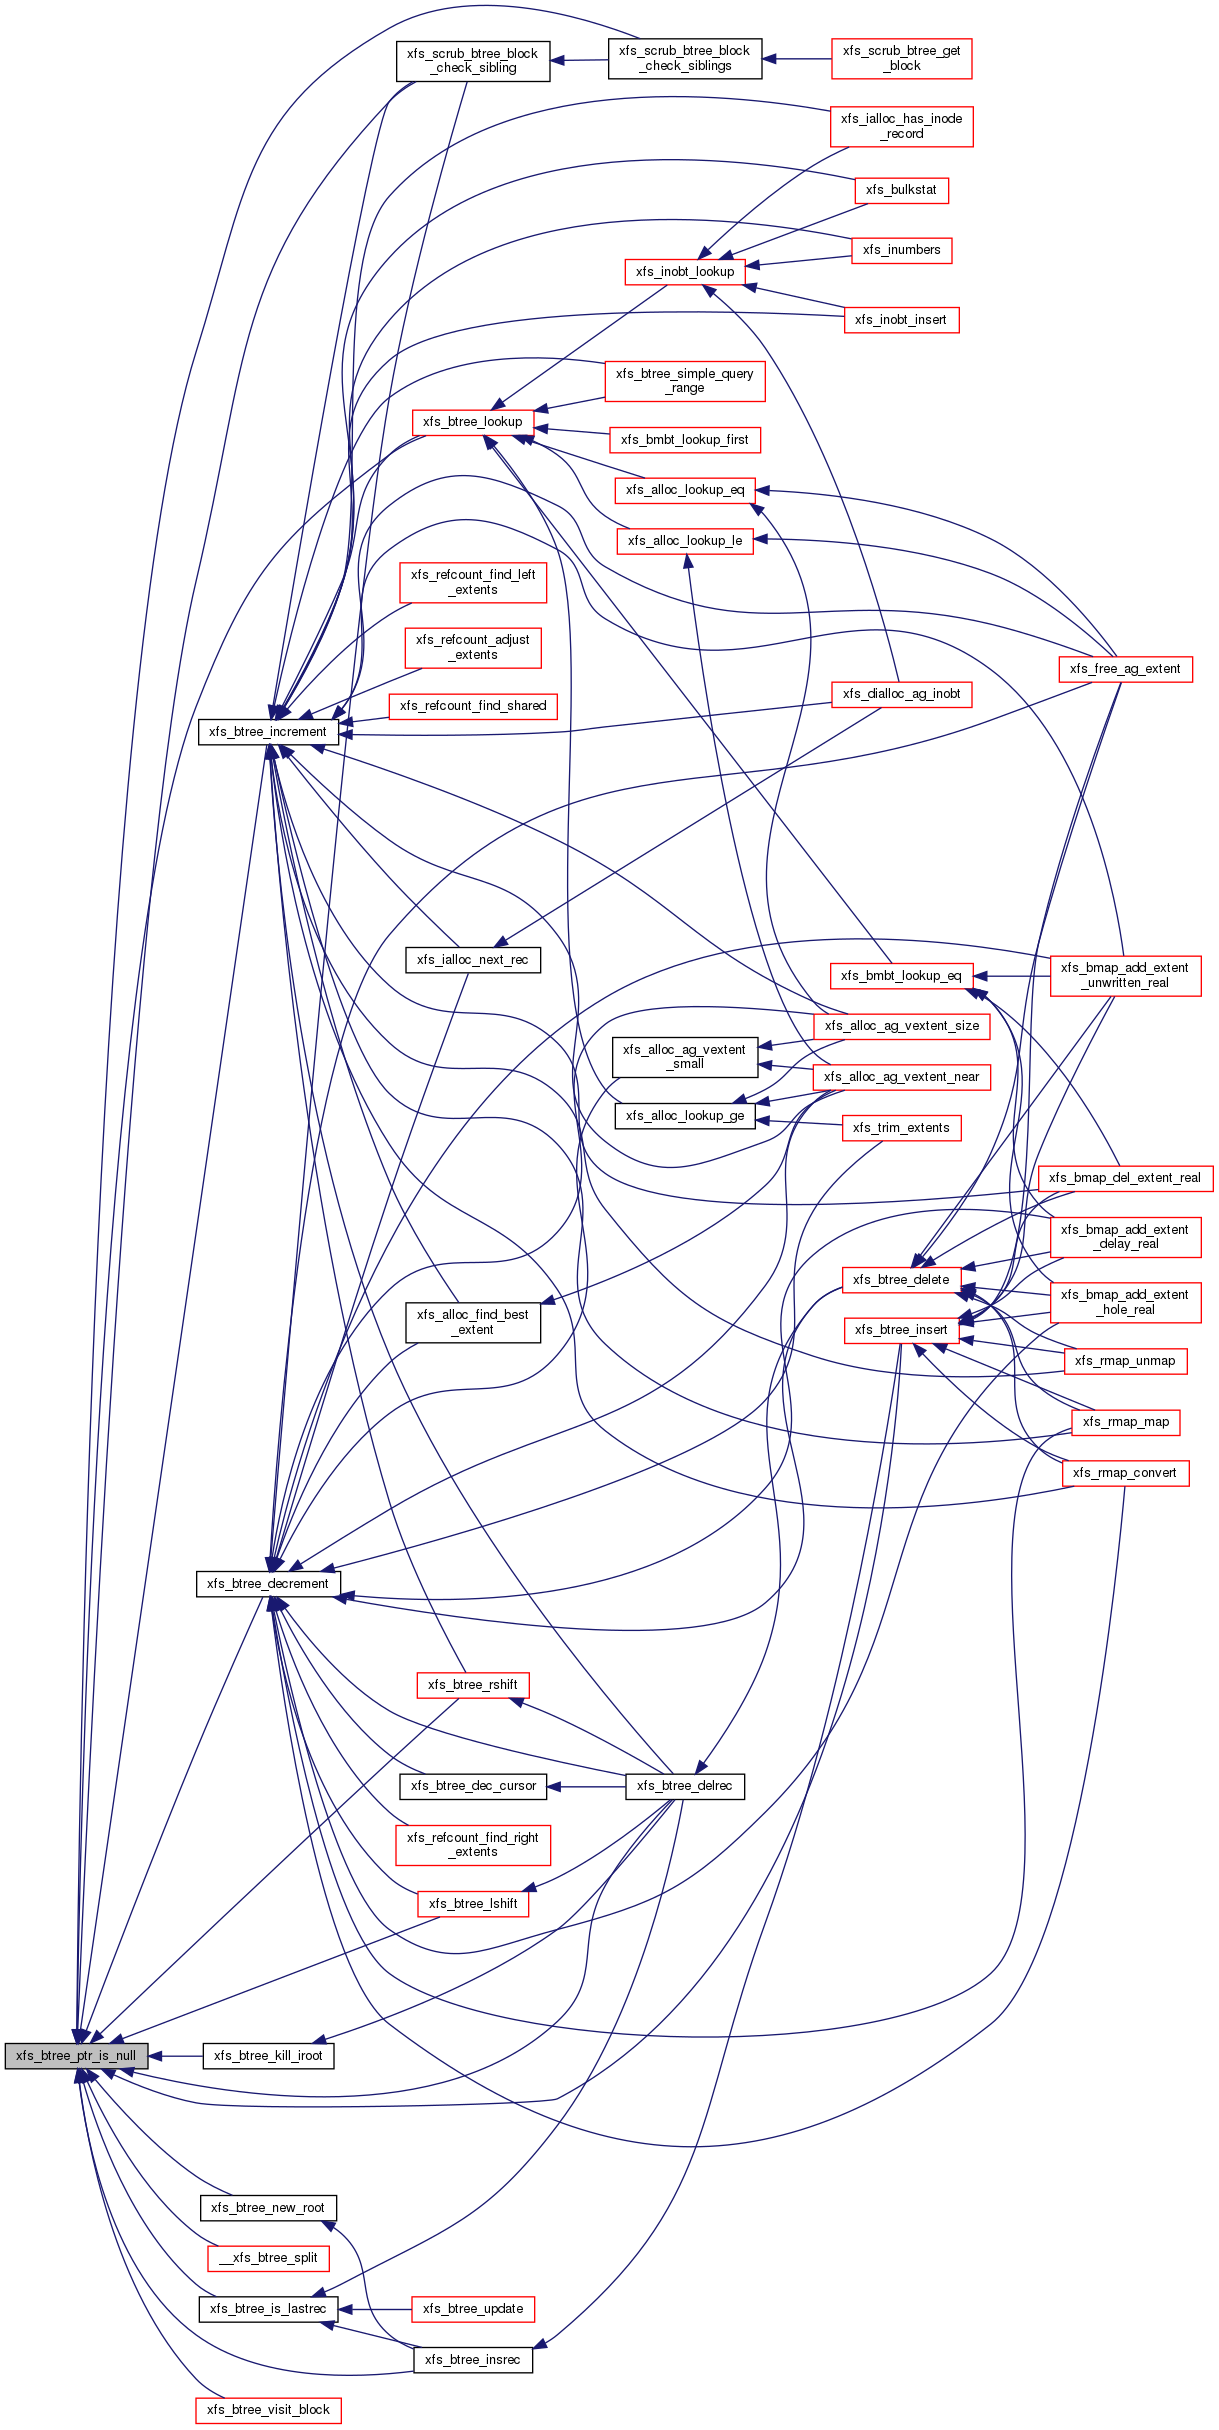 xfs_scrub_btree_block
_check_sibling
xfs_scrub_btree_block
_check_siblings
xfs_scrub_btree_get
_block
xfs_ialloc_has_inode
_record
xfs_bulkstat
xfs_inumbers
xfs_inobt_lookup
xfs_inobt_insert
xfs_btree_simple_query
_range
xfs_btree_lookup
xfs_bmbt_lookup_first
xfs_alloc_lookup_eq
xfs_alloc_lookup_le
xfs_refcount_find_left
_extents
xfs_refcount_adjust
_extents
xfs_free_ag_extent
xfs_dialloc_ag_inobt
xfs_refcount_find_shared
xfs_btree_increment
xfs_ialloc_next_rec
xfs_bmbt_lookup_eq
xfs_bmap_add_extent
_unwritten_real
xfs_alloc_ag_vextent_size
xfs_alloc_ag_vextent
_small
xfs_alloc_ag_vextent_near
xfs_alloc_lookup_ge
xfs_trim_extents
xfs_bmap_del_extent_real
xfs_bmap_add_extent
_delay_real
xfs_btree_delete
xfs_bmap_add_extent
_hole_real
xfs_alloc_find_best
_extent
xfs_btree_insert
xfs_rmap_unmap
xfs_rmap_map
xfs_rmap_convert
xfs_btree_decrement
xfs_btree_rshift
xfs_btree_dec_cursor
xfs_btree_delrec
xfs_refcount_find_right
_extents
xfs_btree_lshift
xfs_btree_ptr_is_null
xfs_btree_kill_iroot
xfs_btree_new_root
__xfs_btree_split
xfs_btree_is_lastrec
xfs_btree_update
xfs_btree_insrec
xfs_btree_visit_block